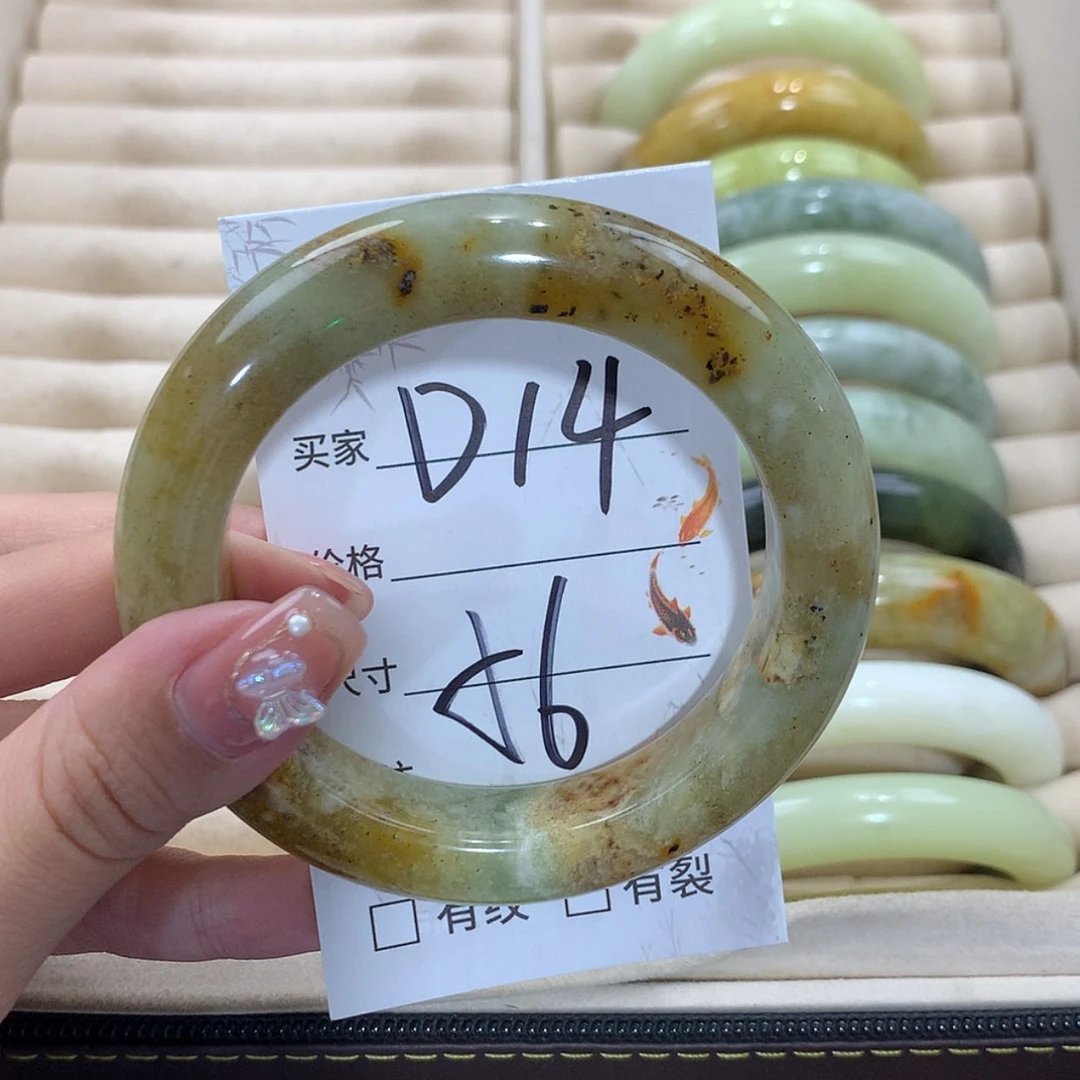 买家 D14
价格
尺寸 56
有纹 有裂